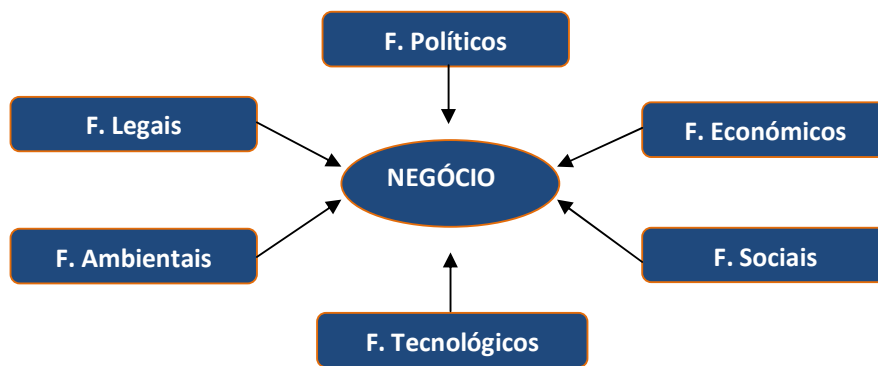 F. Políticos
F. Legais
F. Económicos
NEGÓCIO
F. Ambientais
F. Sociais
F. Tecnológicos